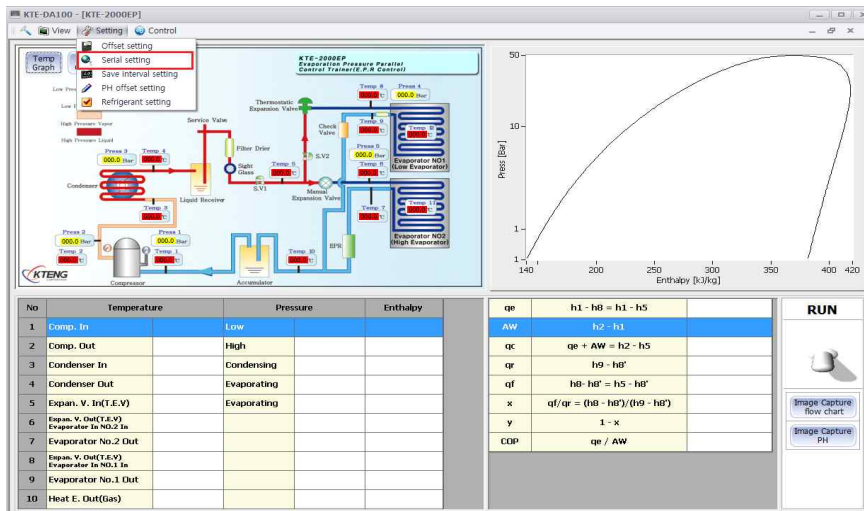 KTE-DA100 - [KTE-2000EP]
View Setting Control
Offset setting
Serial setting
Save interval setting
PH offset setting
Refrigerant setting
Temp
Graph
KTE-2000EP
Evaporation Pressure Parallel
Control Trainer(E.P.R Control)
High Pressure Vapor
High Pressure Liquid
Service Valve
Thermostatic
Expansion Valve
Temp 8
Press 4
000.0 Bar
Check
Valve
Temp 9
Evaporator NO1
(Low Evaporator)
Filter Drier
Sight
Glass
S.V1
S.V2
Temp 5
Press 5
000.0 Bar
Temp 6
Manual
Expansion Valve
Temp 7
Evaporator NO2
(High Evaporator)
EPR
Press 3
000.0 Bar
Temp 4
Condenser
Liquid Receiver
Temp 3
Press 2
000.0 Bar
Temp 2
Press 1
000.0 Bar
Temp 1
Temp 10
KTENG
Compressor
Accumulator
Press [Bar]
50
10
1
1
140 200 250 300 350 400 420
Enthalpy [kJ/kg]
No Temperature Pressure Enthalpy
1 Comp. In Low
2 Comp. Out High
3 Condenser In Condensing
4 Condenser Out Evaporating
5 Expan. V. In(T.E.V) Evaporating
6 Expan. V. Out(T.E.V)
Evaporator In NO.2 In
7 Evaporator No.2 Out
8 Expan. V. Out(T.E.V)
Evaporator In NO.1 In
9 Evaporator No.1 Out
10 Heat E. Out(Gas)
qe h1 - h8 = h1 - h5
AW h2 - h1
qc qe + AW = h2 - h5
qr h9 - h8'
qf h8- h8' = h5 - h8'
x qf/qr = (h8 - h8')/(h9 - h8')
y 1 - x
COP qe / AW
RUN
Image Capture
flow chart
Image Capture
PH